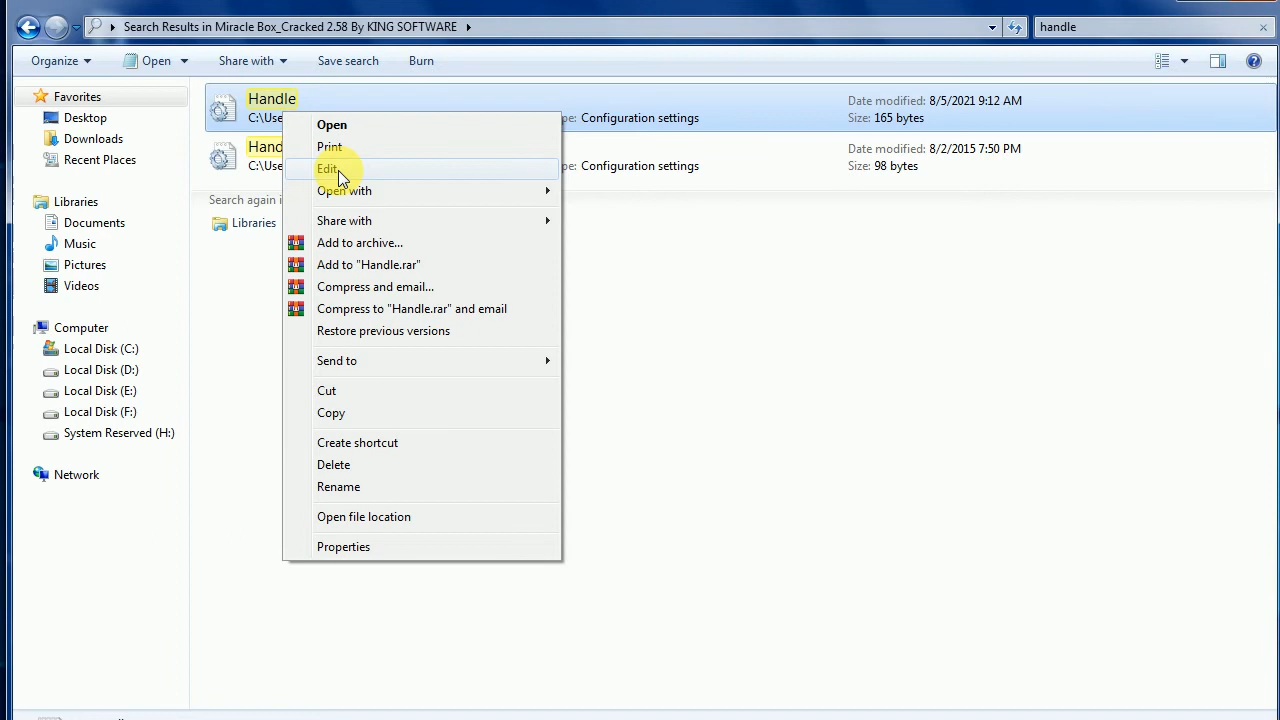 Search Results in Miracle Box_Cracked 2.58 By KING SOFTWARE
handle
Organize
Open
Share with
Save search
Burn
Favorites
Desktop
Downloads
Recent Places
Libraries
Documents
Music
Pictures
Videos
Computer
Local Disk (C:)
Local Disk (D:)
Local Disk (E:)
Local Disk (F:)
System Reserved (H:)
Network
Handle
Date modified: 8/5/2021 9:12 AM
C:\Use
pe: Configuration settings
Size: 165 bytes
Hand
Date modified: 8/2/2015 7:50 PM
C:\Use
pe: Configuration settings
Size: 98 bytes
Search again i
Libraries
Open
Print
Edit
Open with
Share with
Add to archive...
Add to "Handle.rar"
Compress and email...
Compress to "Handle.rar" and email
Restore previous versions
Send to
Cut
Copy
Create shortcut
Delete
Rename
Open file location
Properties